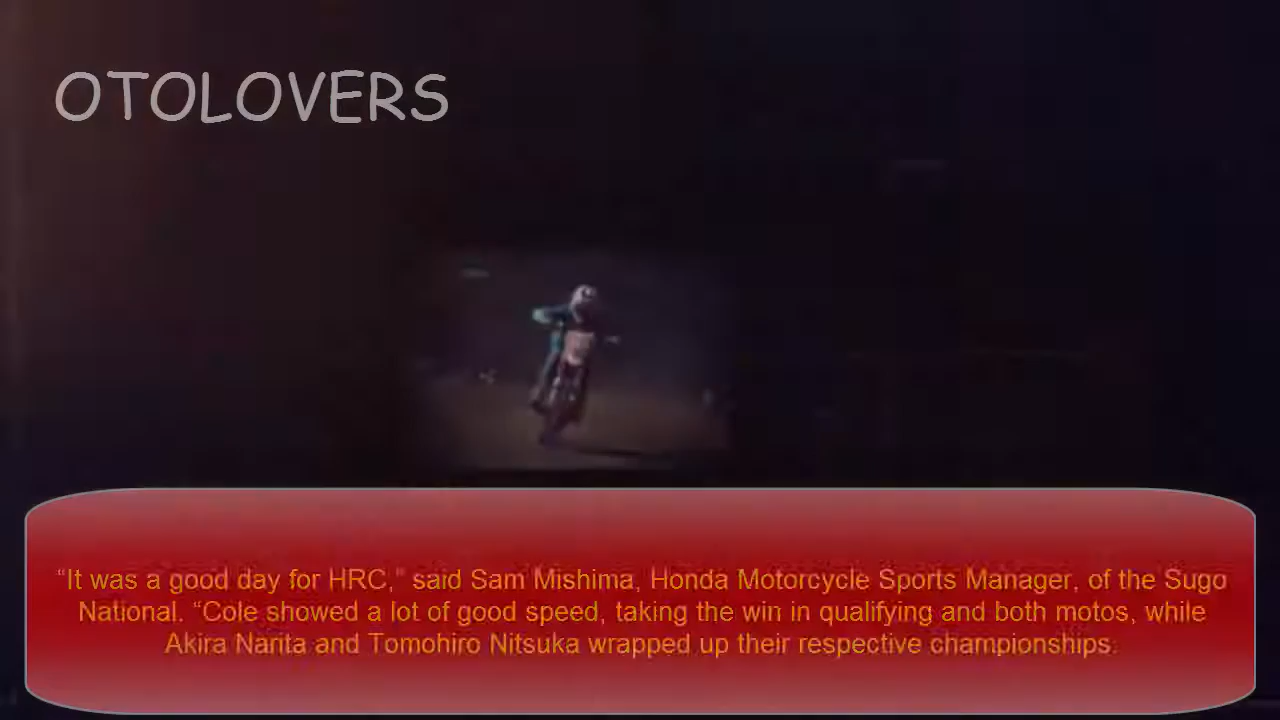 OTOLOVERS
“It was a good day for HRC,” said Sam Mishima, Honda Motorcycle Sports Manager, of the Sugo
National. “Cole showed a lot of good speed, taking the win in qualifying and both motos, while
Akira Narita and Tomohiro Nitsuka wrapped up their respective championships.